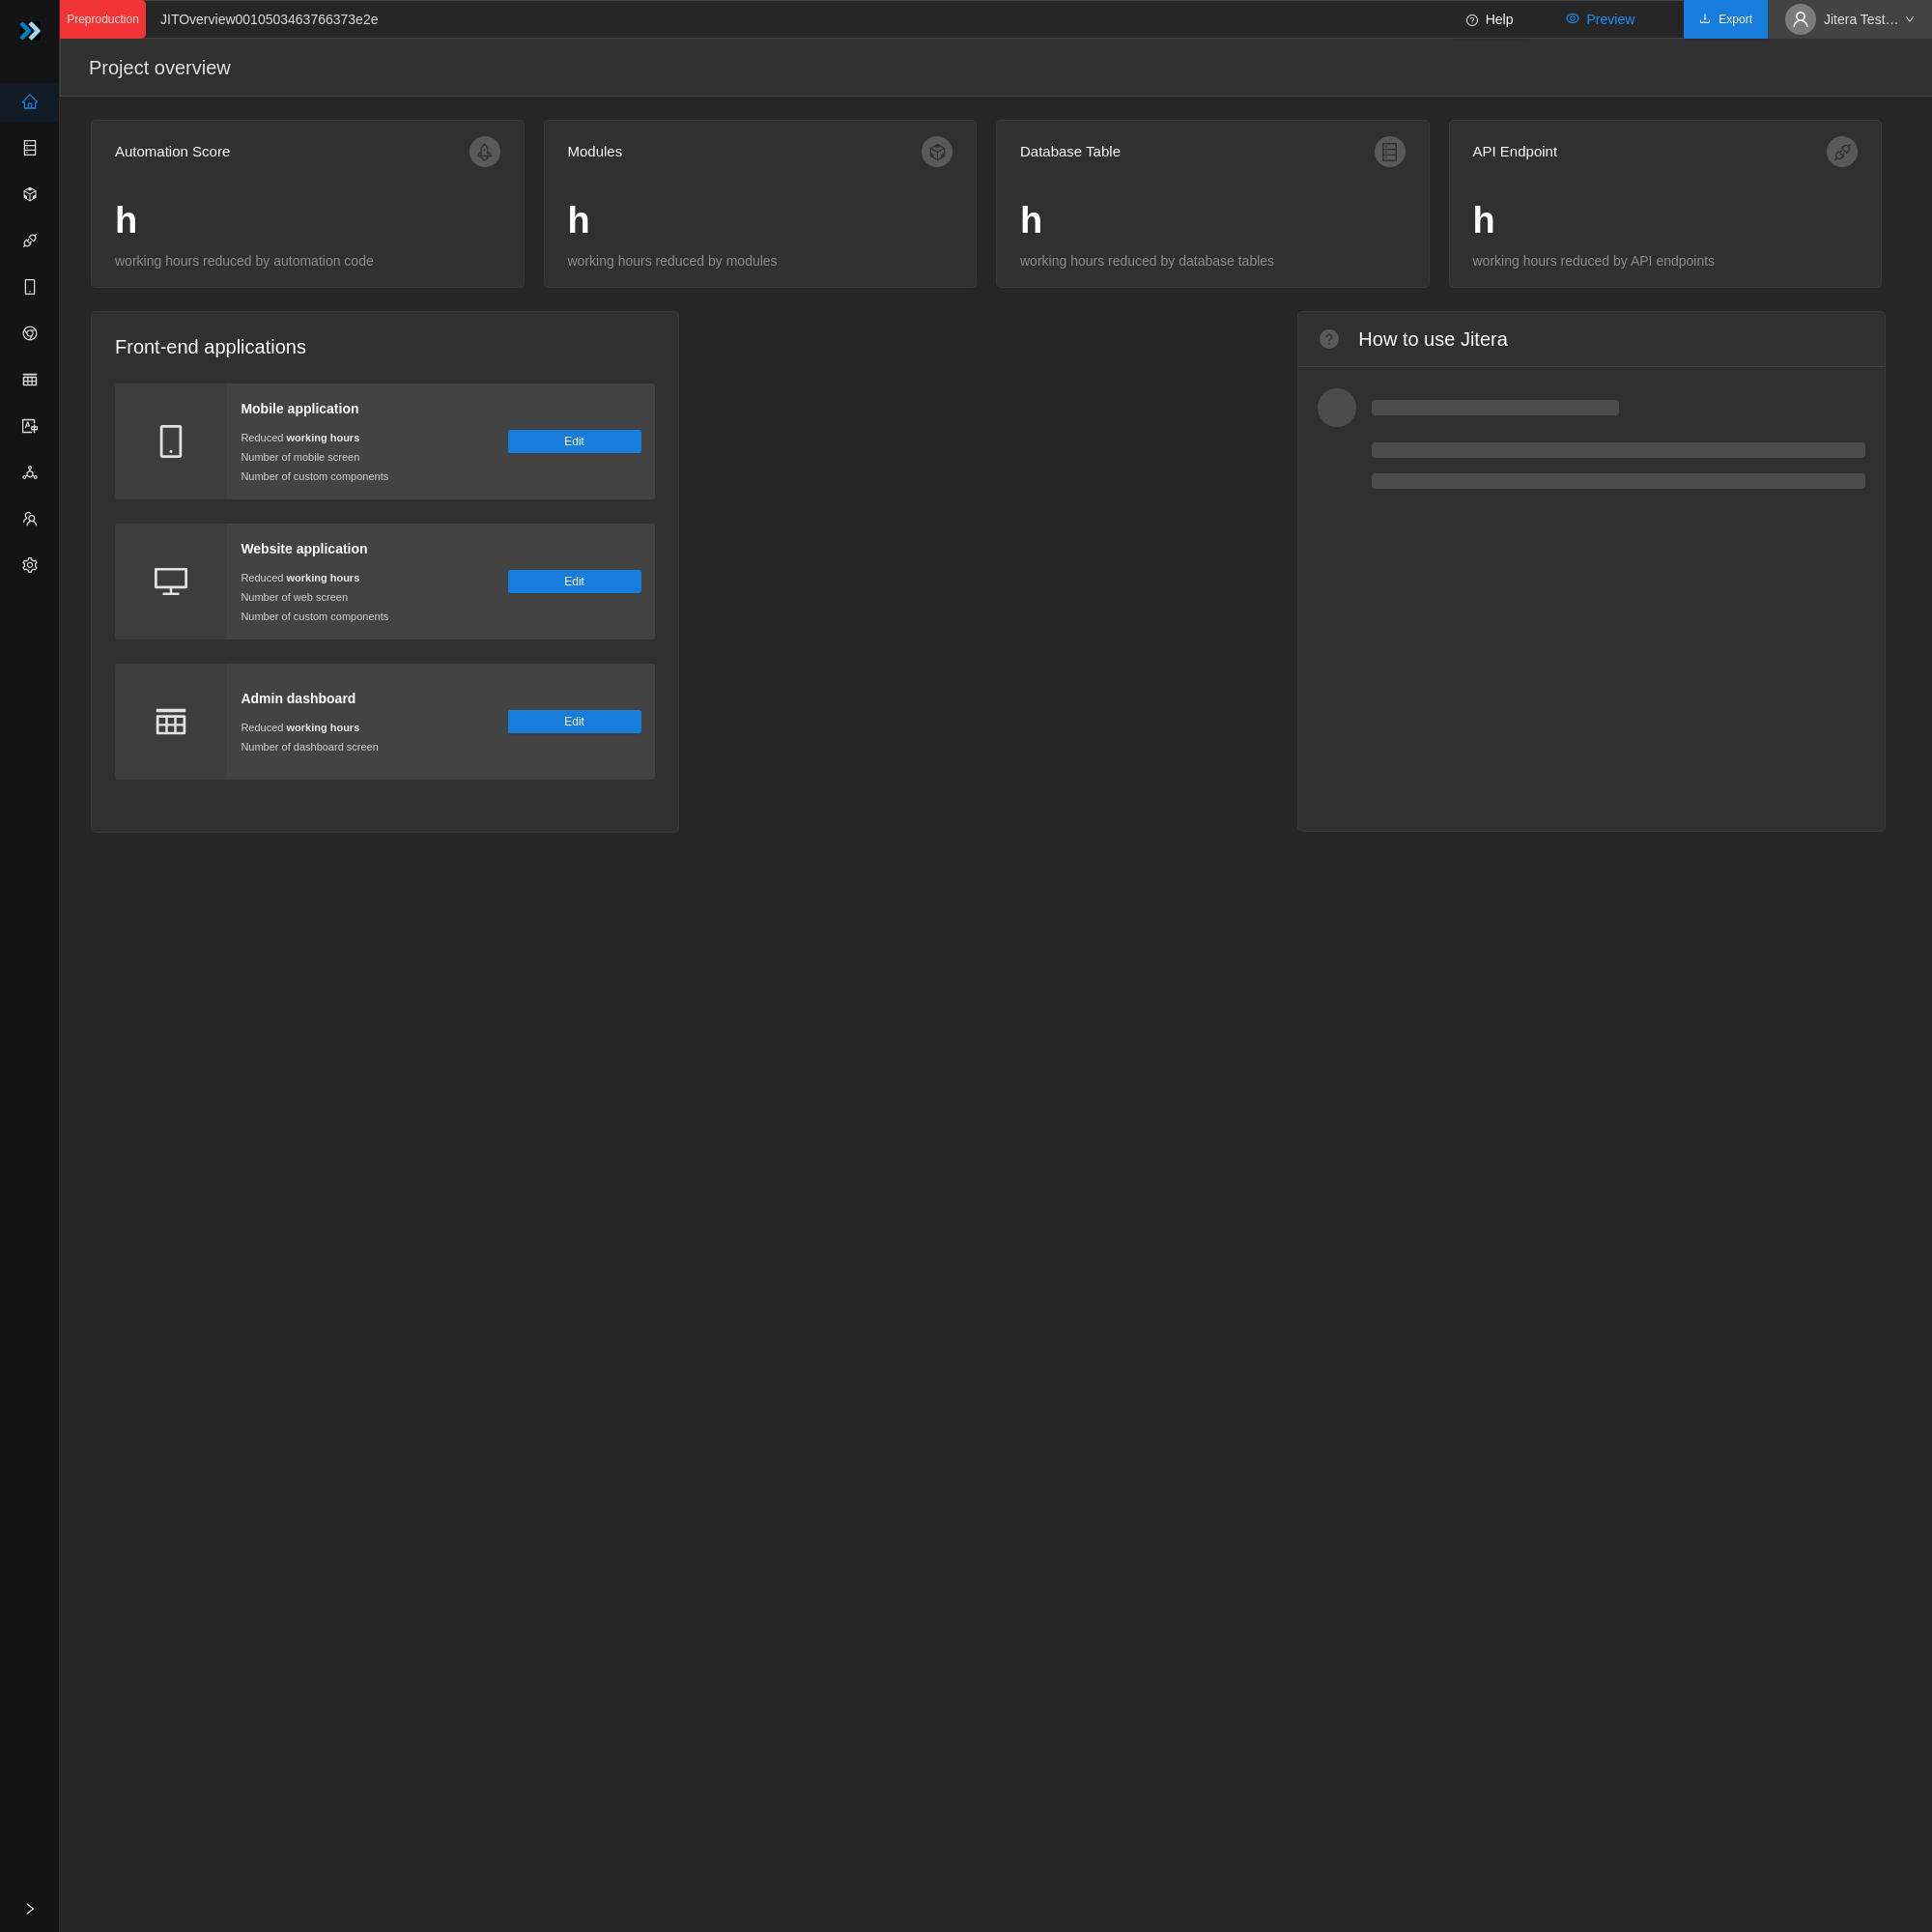 Preproduction
JITOverview0010503463766373e2e
Help
Preview
Export
Jitera Test…
Project overview
Automation Score
h
working hours reduced by automation code
Modules
h
working hours reduced by modules
Database Table
h
working hours reduced by database tables
API Endpoint
h
working hours reduced by API endpoints
Front-end applications
Mobile application
Reduced working hours
Number of mobile screen
Number of custom components
Edit
Website application
Reduced working hours
Number of web screen
Number of custom components
Edit
Admin dashboard
Reduced working hours
Number of dashboard screen
Edit
How to use Jitera